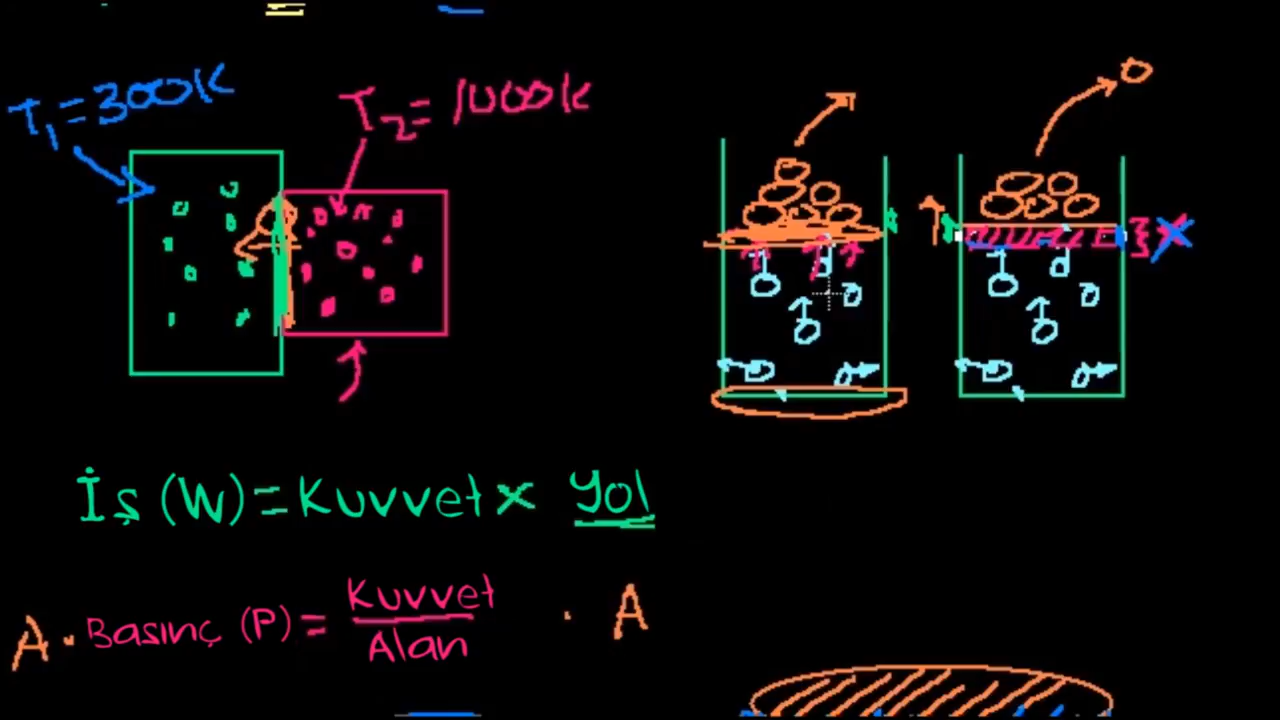 T₁ = 300K
T₂ = 1000K
x
İş (W) = Kuvvet x Yol
A · Basınç (P) = Kuvvet / Alan · A